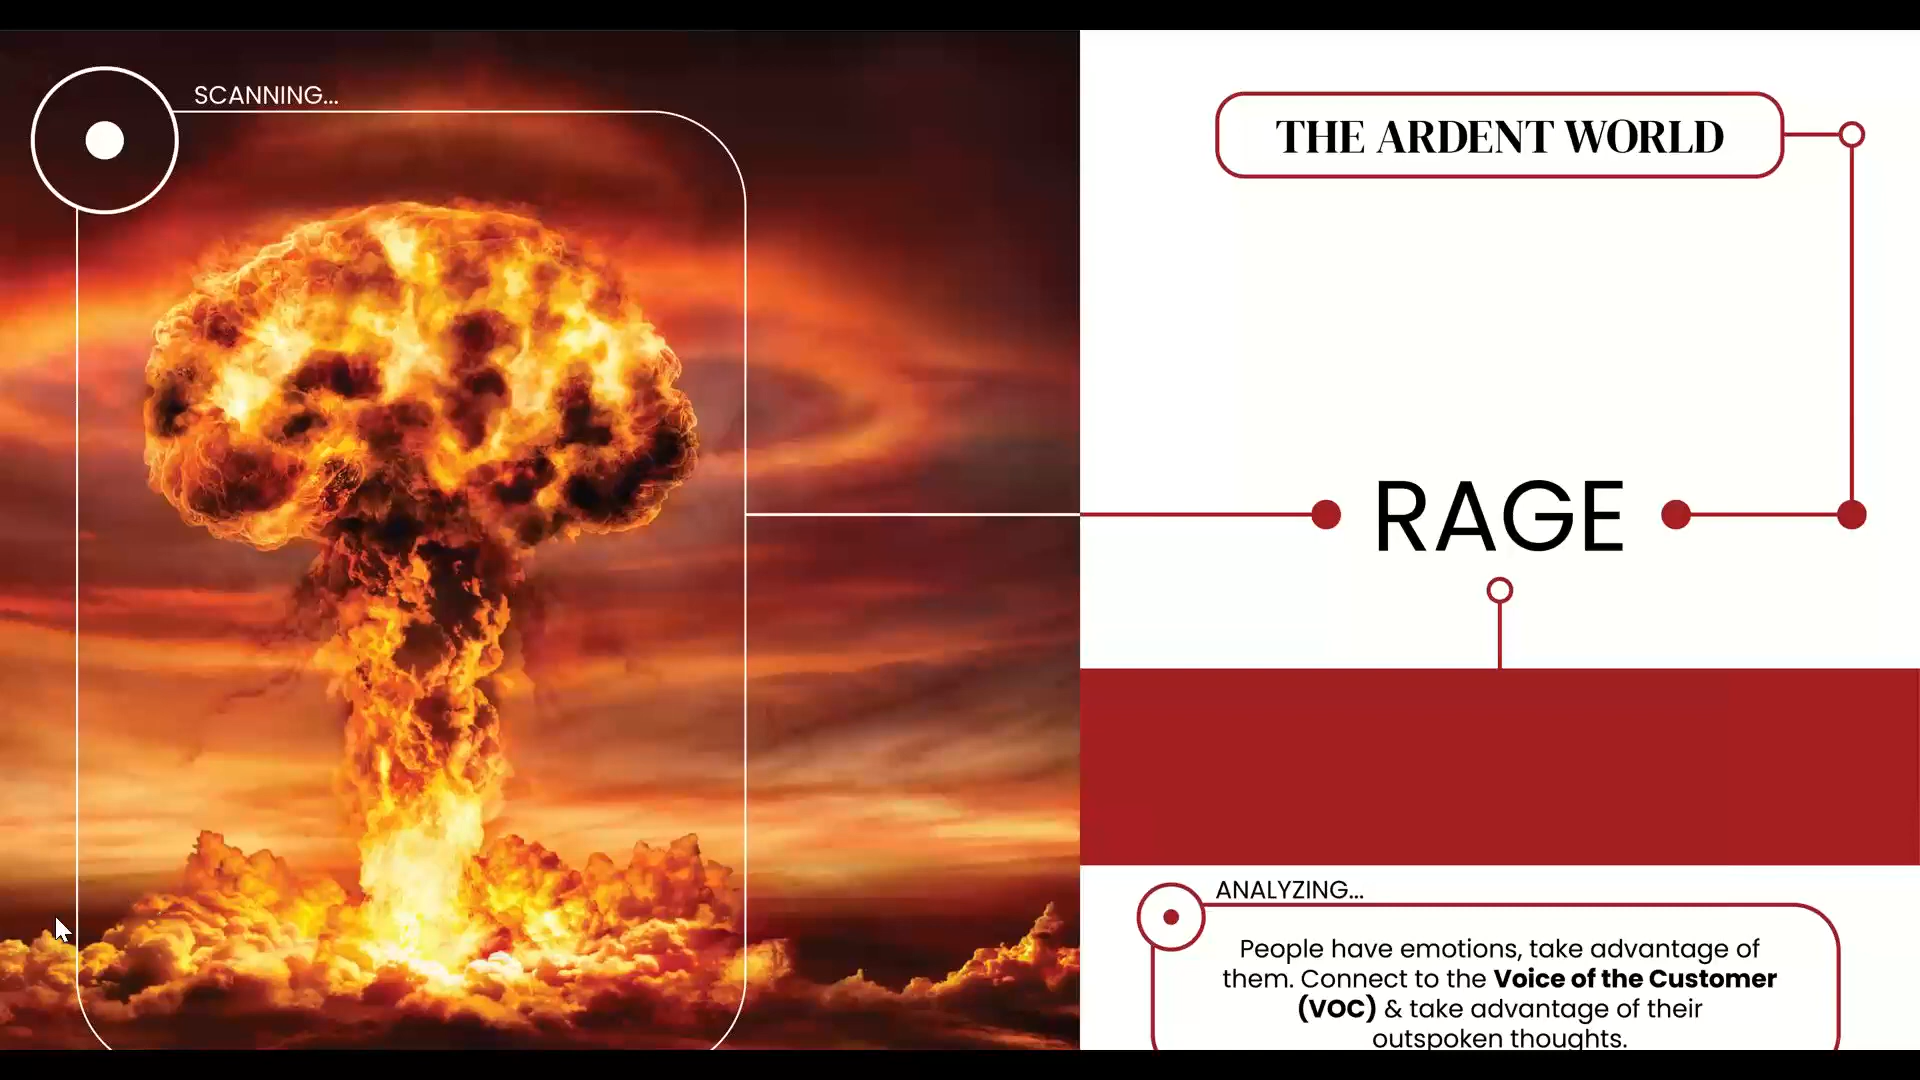 SCANNING...
THE ARDENT WORLD
RAGE
ANALYZING...
People have emotions, take advantage of
them. Connect to the Voice of the Customer
(VOC) & take advantage of their
outspoken thoughts.